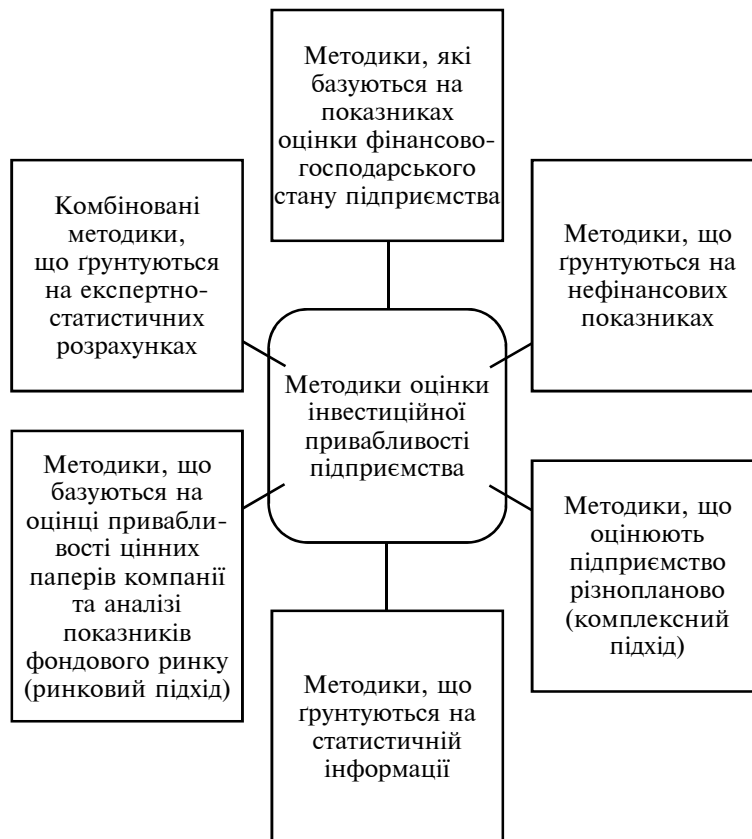 Методики, які
базуються на
показниках
оцінки фінансово-
господарського
стану підприємства
Комбіновані
методики,
що ґрунтуються
на експертно-
статистичних
розрахунках
Методики, що
ґрунтуються на
нефінансових
показниках
Методики оцінки
інвестиційної
привабливості
підприємства
Методики, що
базуються на
оцінці привабли-
вості цінних
паперів компанії
та аналізі
показників
фондового ринку
(ринковий підхід)
Методики, що
оцінюють
підприємство
різнопланово
(комплексний
підхід)
Методики, що
ґрунтуються на
статистичній
інформації